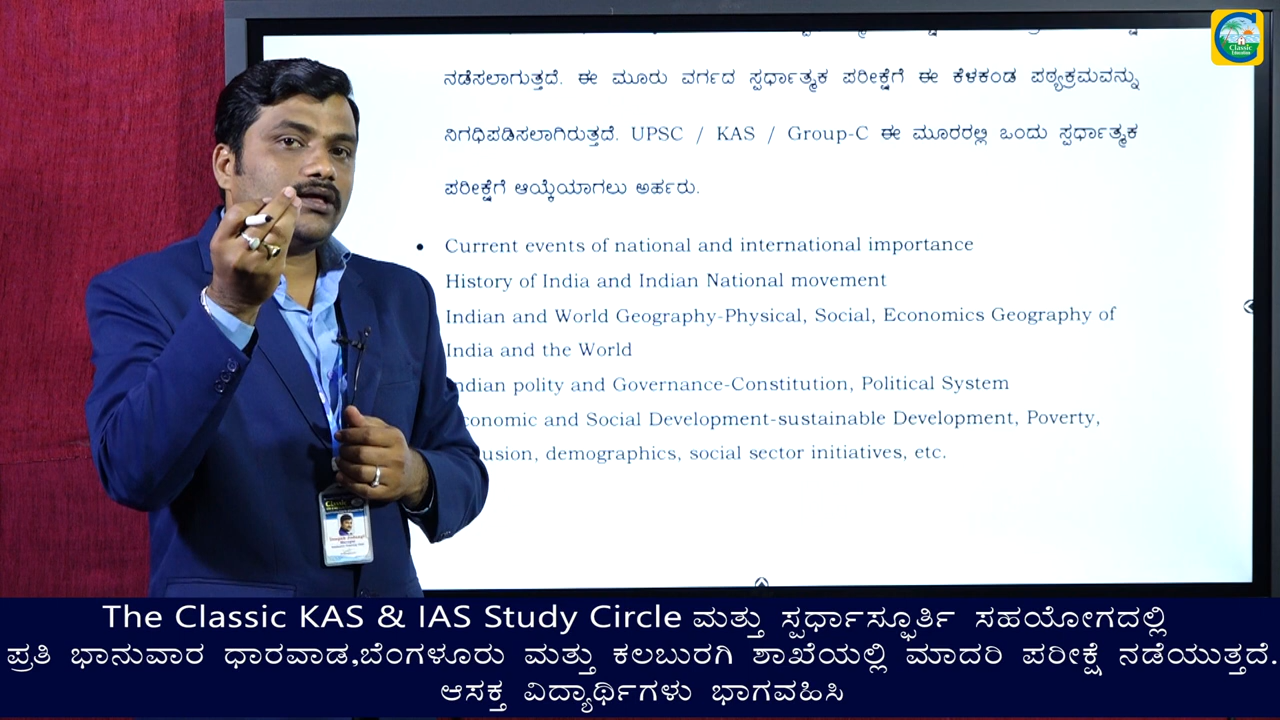 ನಡೆಸಲಾಗುತ್ತದೆ. ಈ ಮೂರು ವರ್ಗದ ಸ್ಪರ್ಧಾತ್ಮಕ ಪರೀಕ್ಷೆಗೆ ಈ ಕೆಳಕಂಡ ಪಠ್ಯಕ್ರಮವನ್ನು
ನಿಗಧಿಪಡಿಸಲಾಗಿರುತ್ತದೆ. UPSC / KAS / Group-C ಈ ಮೂರರಲ್ಲಿ ಒಂದು ಸ್ಪರ್ಧಾತ್ಮಕ
ಪರೀಕ್ಷೆಗೆ ಆಯ್ಕೆಯಾಗಲು ಅರ್ಹರು.
• Current events of national and international importance
History of India and Indian National movement
Indian and World Geography-Physical, Social, Economics Geography of
India and the World
ndian polity and Governance-Constitution, Political System
conomic and Social Development-sustainable Development, Poverty,
usion, demographics, social sector initiatives, etc.
Classic
Education
Classic
The Classic KAS & IAS Study Circle ಮತ್ತು ಸ್ಪರ್ಧಾಸ್ಫೂರ್ತಿ ಸಹಯೋಗದಲ್ಲಿ
ಪ್ರತಿ ಭಾನುವಾರ ಧಾರವಾಡ,ಬೆಂಗಳೂರು ಮತ್ತು ಕಲಬುರಗಿ ಶಾಖೆಯಲ್ಲಿ ಮಾದರಿ ಪರೀಕ್ಷೆ ನಡೆಯುತ್ತದೆ.
ಆಸಕ್ತ ವಿದ್ಯಾರ್ಥಿಗಳು ಭಾಗವಹಿಸಿ